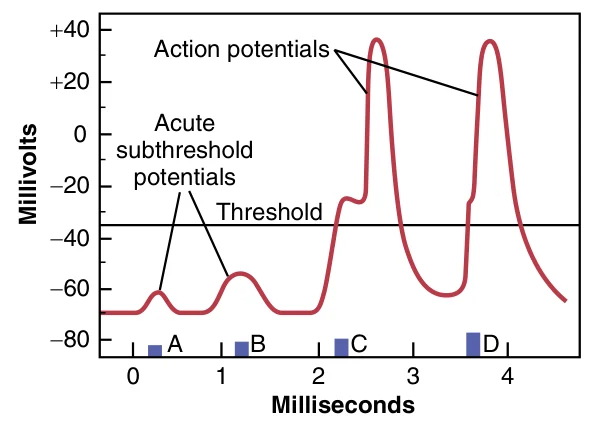 Millivolts
+40
+20
0
−20
−40
−60
−80
Action potentials
Acute
subthreshold
potentials
Threshold
A
B
C
D
0
1
2
3
4
Milliseconds